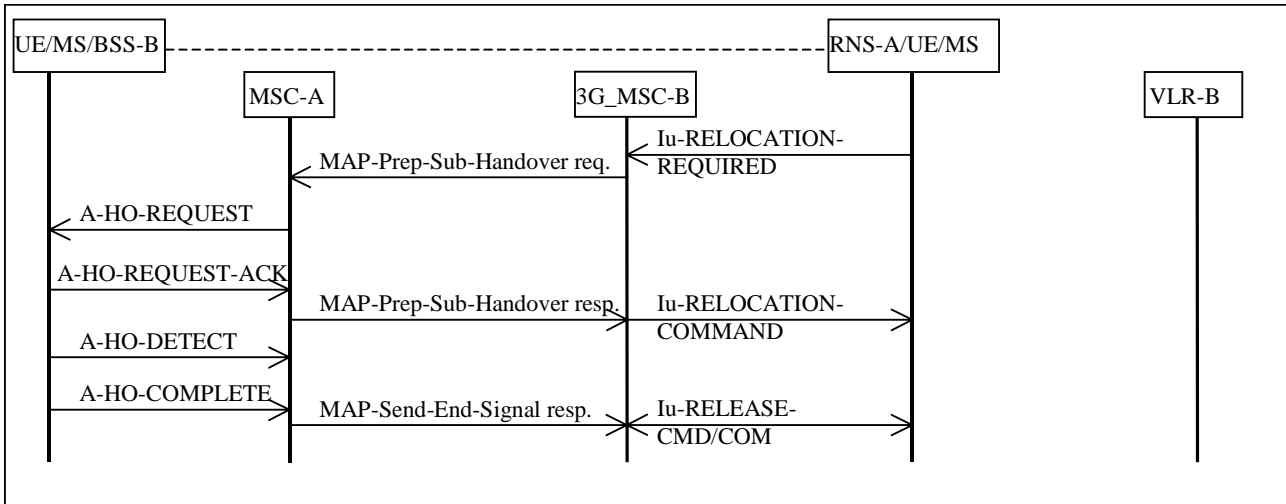 UE/MS/BSS-B
RNS-A/UE/MS
MSC-A
3G_MSC-B
VLR-B
Iu-RELOCATION-
REQUIRED
MAP-Prep-Sub-Handover req.
A-HO-REQUEST
A-HO-REQUEST-ACK
MAP-Prep-Sub-Handover resp.
Iu-RELOCATION-
COMMAND
A-HO-DETECT
A-HO-COMPLETE
MAP-Send-End-Signal resp.
Iu-RELEASE-
CMD/COM